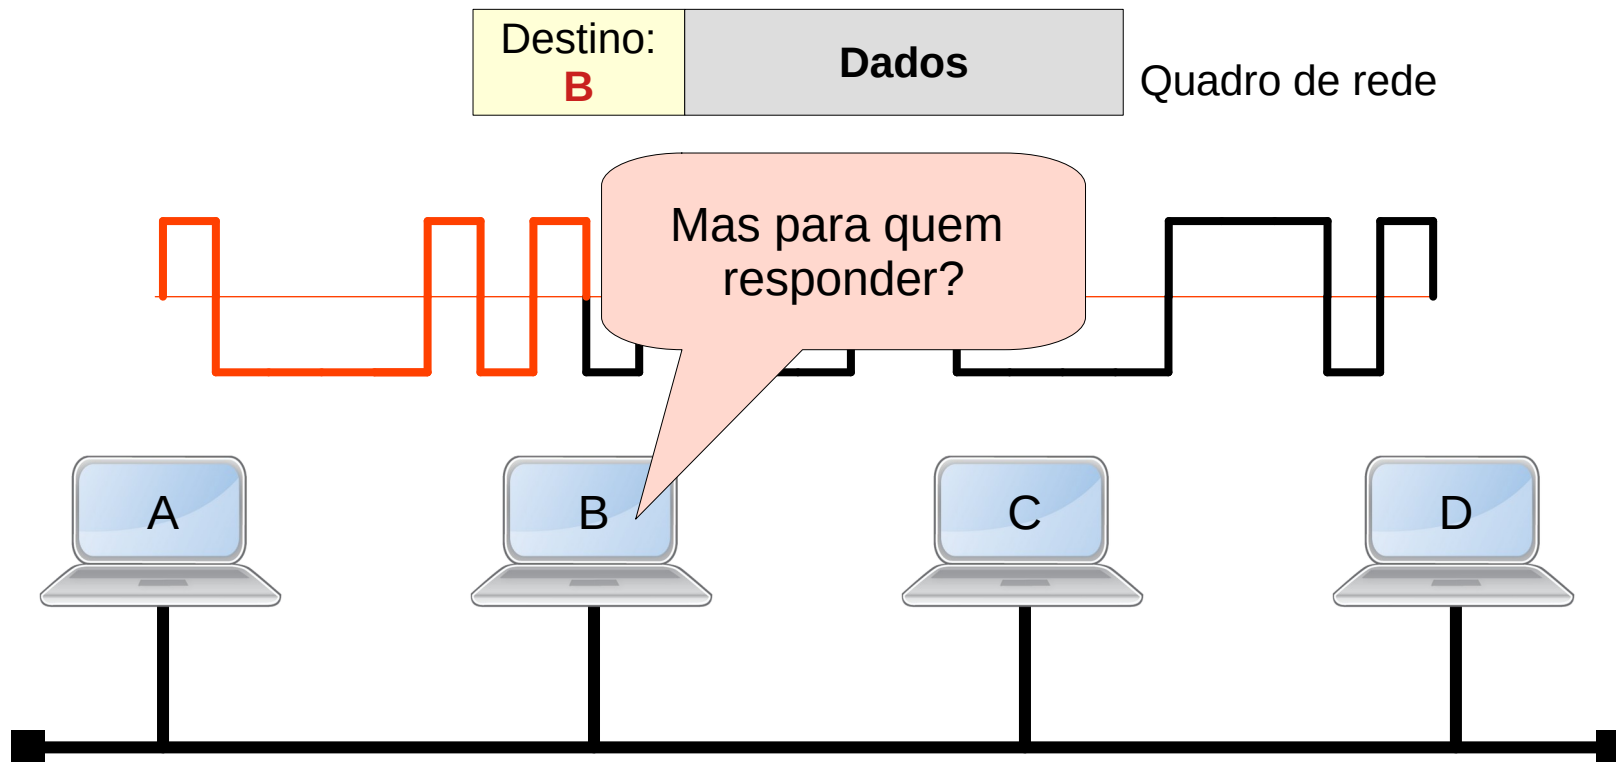 Destino:
B
Dados
Quadro de rede
Mas para quem
responder?
A
B
C
D